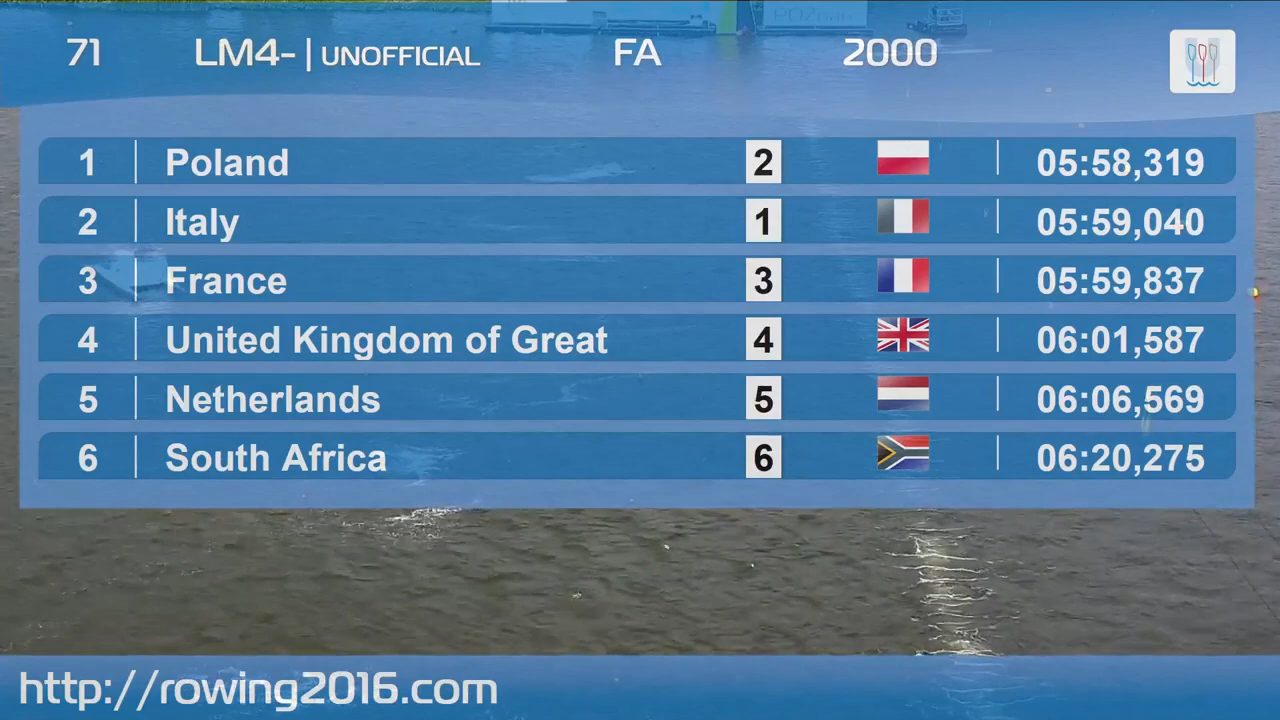 71 LM4- | UNOFFICIAL FA 2000
POZnan
1 Poland 2 05:58,319
2 Italy 1 05:59,040
3 France 3 05:59,837
4 United Kingdom of Great 4 06:01,587
5 Netherlands 5 06:06,569
6 South Africa 6 06:20,275
http://rowing2016.com